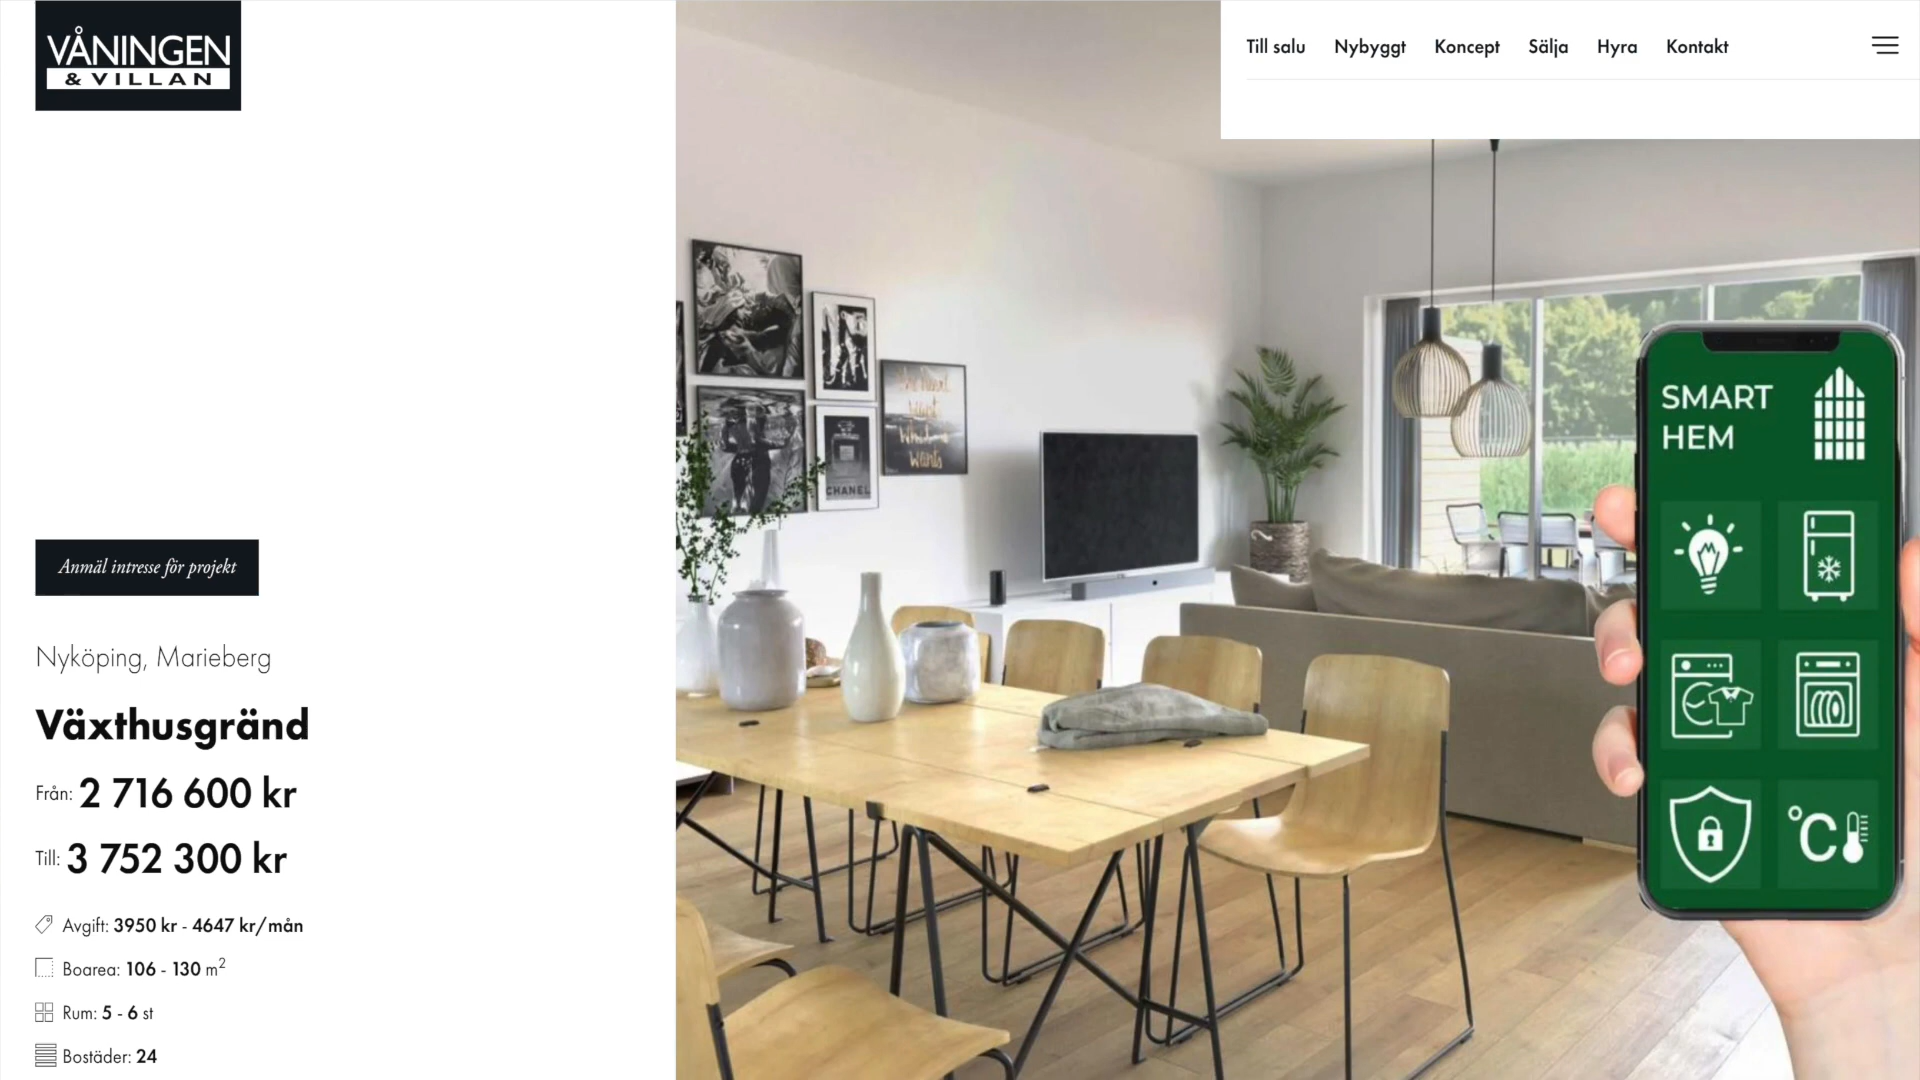 VÅNINGEN
& VILLAN
Till salu
Nybyggt
Koncept
Sälja
Hyra
Kontakt
Anmäl intresse för projekt
Nyköping, Marieberg
Växthusgränd
Från: 2 716 600 kr
Till: 3 752 300 kr
Avgift: 3950 kr - 4647 kr/mån
Boarea: 106 - 130 m²
Rum: 5 - 6 st
Bostäder: 24
CHANEL
SMART
HEM
°C